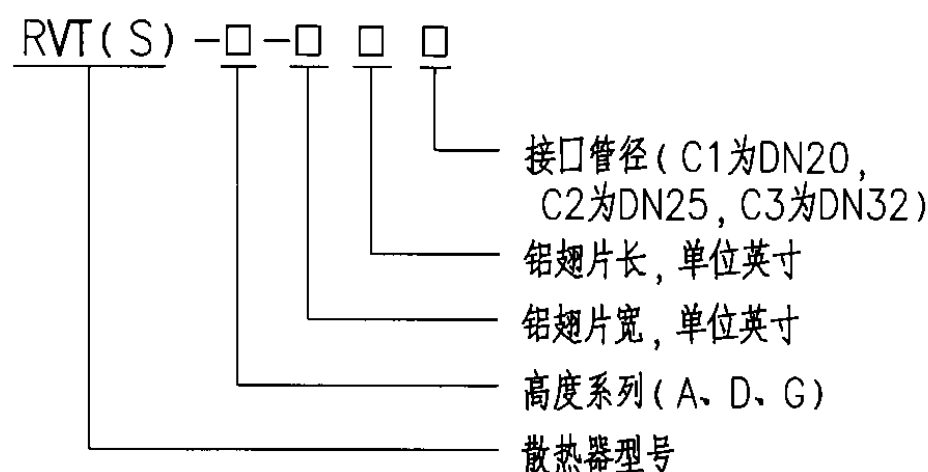 RVT(S)-□-□ □ □
接口管径(C1为DN20,
C2为DN25,C3为DN32)
铝翅片长,单位英寸
铝翅片宽,单位英寸
高度系列(A、D、G)
散热器型号